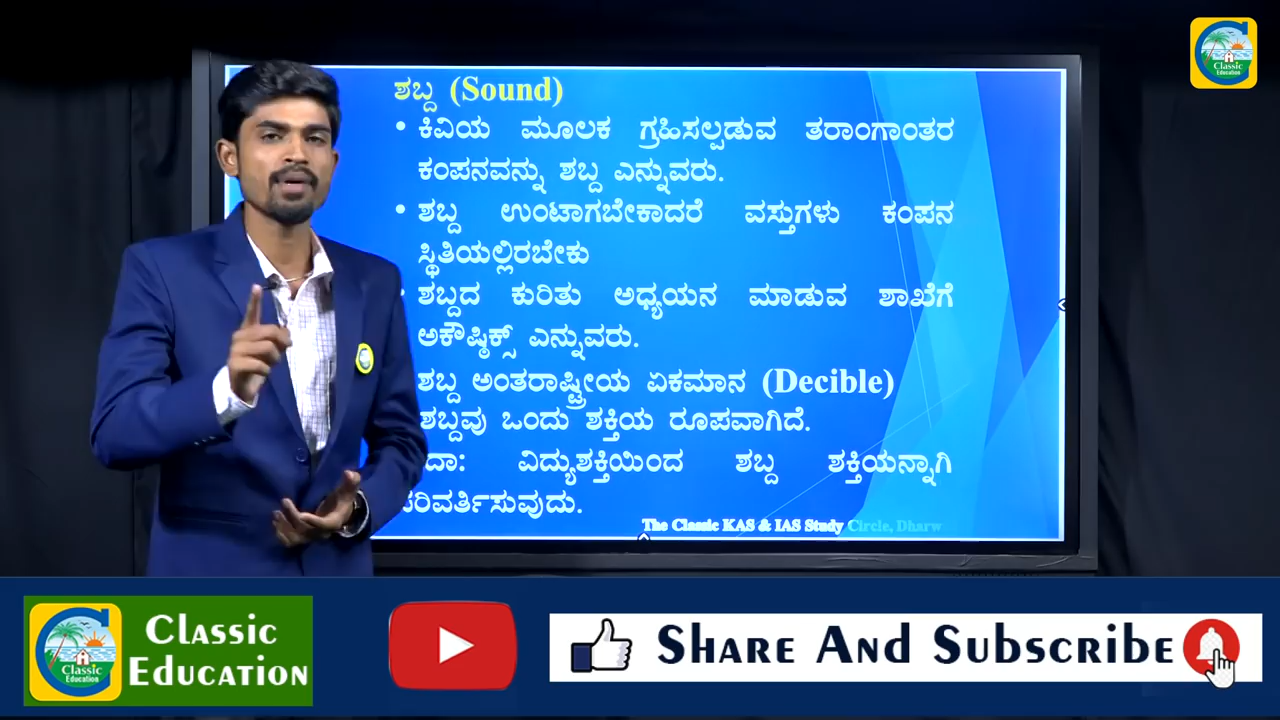 Classic
Education
ಶಬ್ದ (Sound)
• ಕಿವಿಯ ಮೂಲಕ ಗ್ರಹಿಸಲ್ಪಡುವ ತರಾಂಗಾಂತರ
ಕಂಪನವನ್ನು ಶಬ್ದ ಎನ್ನುವರು.
• ಶಬ್ದ ಉಂಟಾಗಬೇಕಾದರೆ ವಸ್ತುಗಳು ಕಂಪನ
ಸ್ಥಿತಿಯಲ್ಲಿರಬೇಕು
ಶಬ್ದದ ಕುರಿತು ಅಧ್ಯಯನ ಮಾಡುವ ಶಾಖೆಗೆ
ಅಕೌಷ್ಠಿಕ್ಸ್ ಎನ್ನುವರು.
ಶಬ್ದ ಅಂತರಾಷ್ಟ್ರೀಯ ಏಕಮಾನ (Decible)
ಶಬ್ದವು ಒಂದು ಶಕ್ತಿಯ ರೂಪವಾಗಿದೆ.
ದಾ: ವಿದ್ಯುಶಕ್ತಿಯಿಂದ ಶಬ್ದ ಶಕ್ತಿಯನ್ನಾಗಿ
ಪರಿವರ್ತಿಸುವುದು.
The Classic KAS & IAS Study Circle, Dharw
Classic
Education
Classic
Education
Share And Subscribe